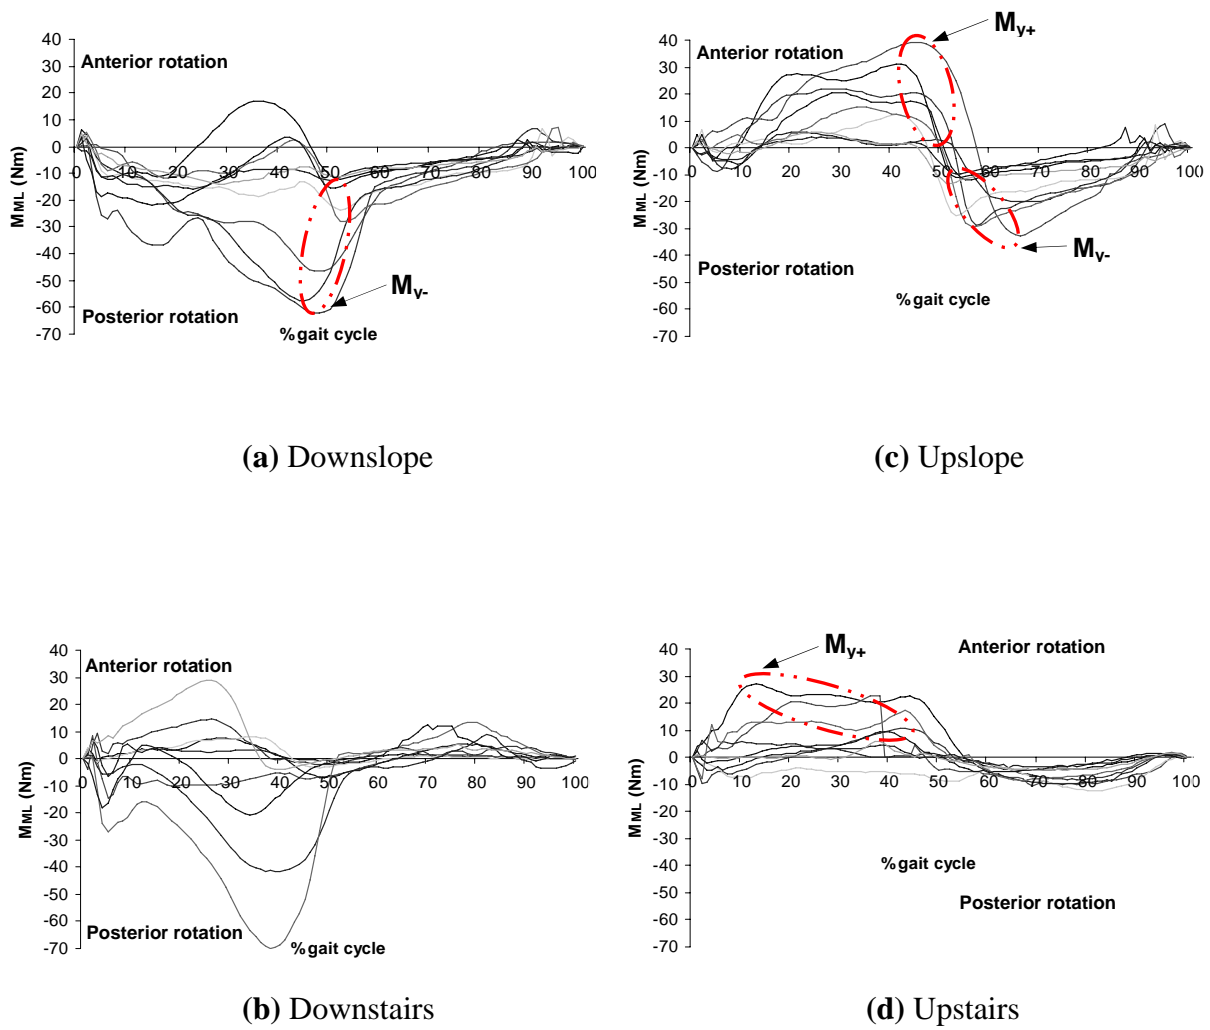 40
30
20
10
0
-10
-20
-30
-40
-50
-60
-70
MML (Nm)
Anterior rotation
Posterior rotation
0 10 20 30 40 50 60 70 80 90 100
My-
%gait cycle
(a) Downslope
40
30
20
10
0
-10
-20
-30
-40
-50
-60
-70
MML (Nm)
My+
Anterior rotation
0 10 20 30 40 50 60 70 80 90 100
My-
Posterior rotation
%gait cycle
(c) Upslope
40
30
20
10
0
-10
-20
-30
-40
-50
-60
-70
MML (Nm)
Anterior rotation
0 10 20 30 40 50 60 70 80 90 100
Posterior rotation
%gait cycle
(b) Downstairs
40
30
20
10
0
-10
-20
-30
-40
-50
-60
-70
MML (Nm)
My+
Anterior rotation
0 10 20 30 40 50 60 70 80 90 100
%gait cycle
Posterior rotation
(d) Upstairs